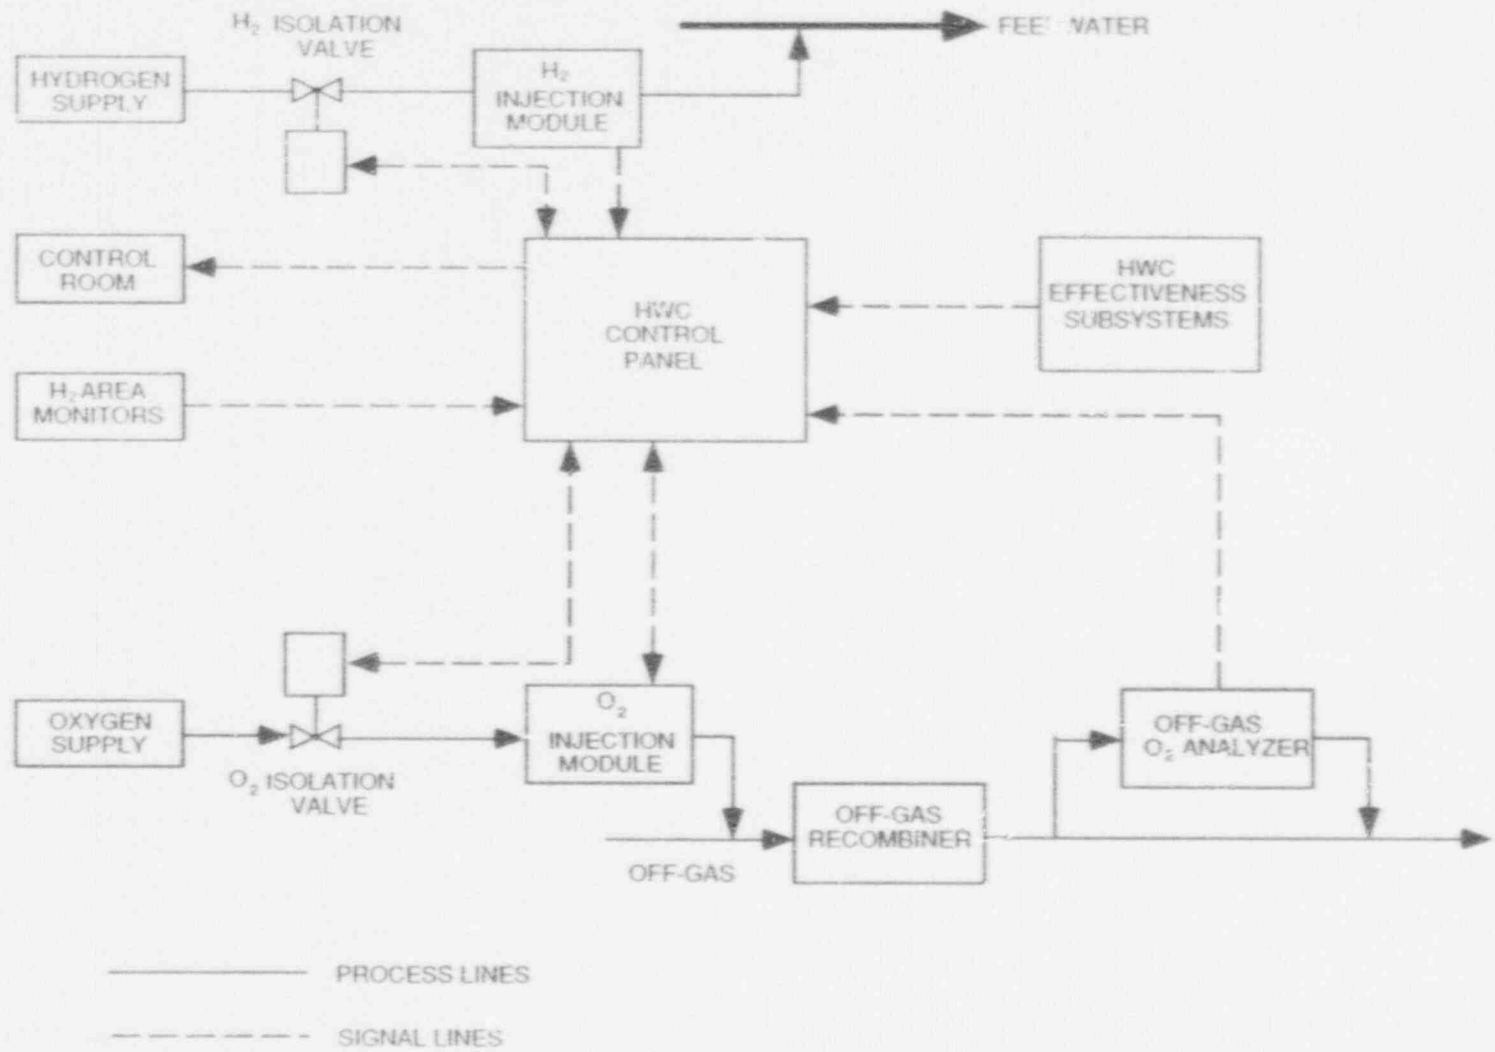 H₂ ISOLATION
VALVE
FEE WATER
HYDROGEN
SUPPLY
H₂
INJECTION
MODULE
CONTROL
ROOM
HWC
CONTROL
PANEL
HWC
EFFECTIVENESS
SUBSYSTEMS
H₂ AREA
MONITORS
OXYGEN
SUPPLY
O₂ ISOLATION
VALVE
O₂
INJECTION
MODULE
OFF-GAS
O₂ ANALYZER
OFF-GAS
RECOMBINER
OFF-GAS
PROCESS LINES
SIGNAL LINES